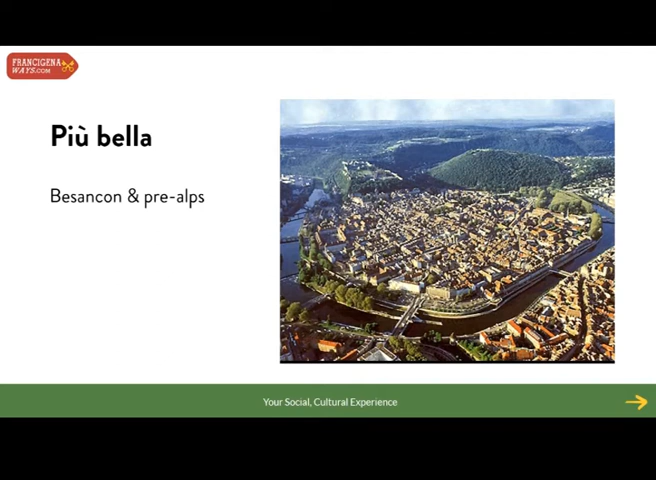 FRANCIGENA
WAYS.COM
Più bella
Besancon & pre-alps
Your Social, Cultural Experience